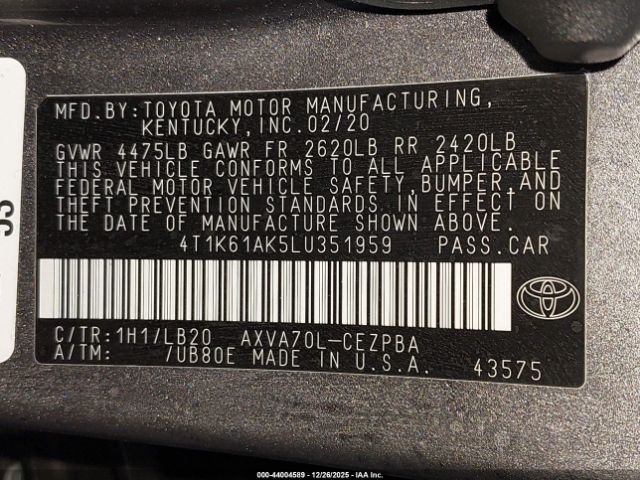 MFD.BY:TOYOTA MOTOR MANUFACTURING,
KENTUCKY,INC.02/20
GVWR 4475LB GAWR FR 2620LB RR 2420LB
THIS VEHICLE CONFORMS TO ALL APPLICABLE
FEDERAL MOTOR VEHICLE SAFETY,BUMPER,AND
THEFT PREVENTION STANDARDS IN EFFECT ON
THE DATE OF MANUFACTURE SHOWN ABOVE.
4T1K61AK5LU351959 PASS.CAR
C/TR:1H1/LB20 AXVA70L-CEZPBA
A/TM: /UB80E MADE IN U.S.A.
43575
000-44004589 | 12/26/2025 | IAA Inc.